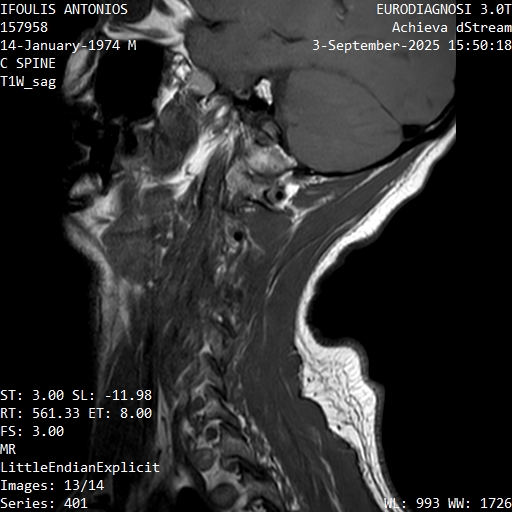 IFOULIS ANTONIOS
157958
14-January-1974 M
C SPINE
T1W_sag
EURODIAGNOSI 3.0T
Achieva dStream
3-September-2025 15:50:18
ST: 3.00 SL: -11.98
RT: 561.33 ET: 8.00
FS: 3.00
MR
LittleEndianExplicit
Images: 13/14
Series: 401
WL: 993 WW: 1726